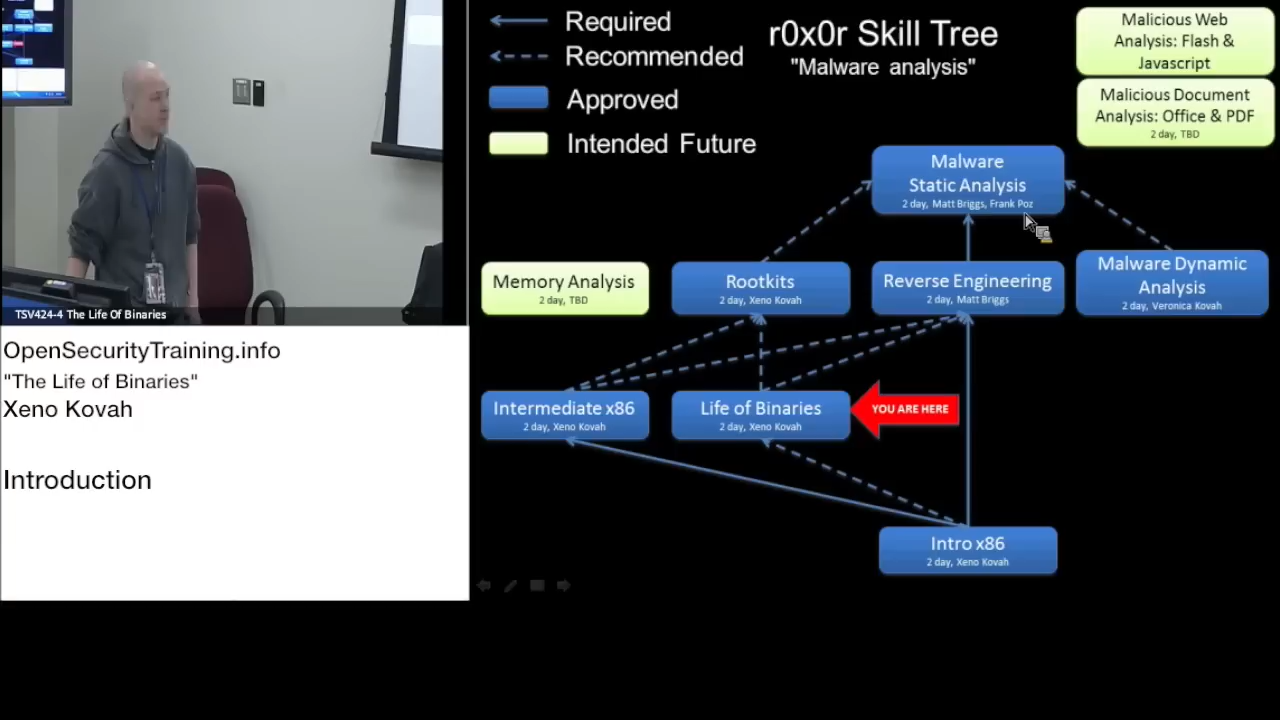 TSV424-4 The Life Of Binaries
OpenSecurityTraining.info
"The Life of Binaries"
Xeno Kovah
Introduction
Required
Recommended
Approved
Intended Future
r0x0r Skill Tree
"Malware analysis"
Malicious Web
Analysis: Flash &
Javascript
Malicious Document
Analysis: Office & PDF
2 day, TBD
Malware
Static Analysis
2 day, Matt Briggs, Frank Poz
Memory Analysis
2 day, TBD
Rootkits
2 day, Xeno Kovah
Reverse Engineering
2 day, Matt Briggs
Malware Dynamic
Analysis
2 day, Veronica Kovah
Intermediate x86
2 day, Xeno Kovah
Life of Binaries
2 day, Xeno Kovah
YOU ARE HERE
Intro x86
2 day, Xeno Kovah